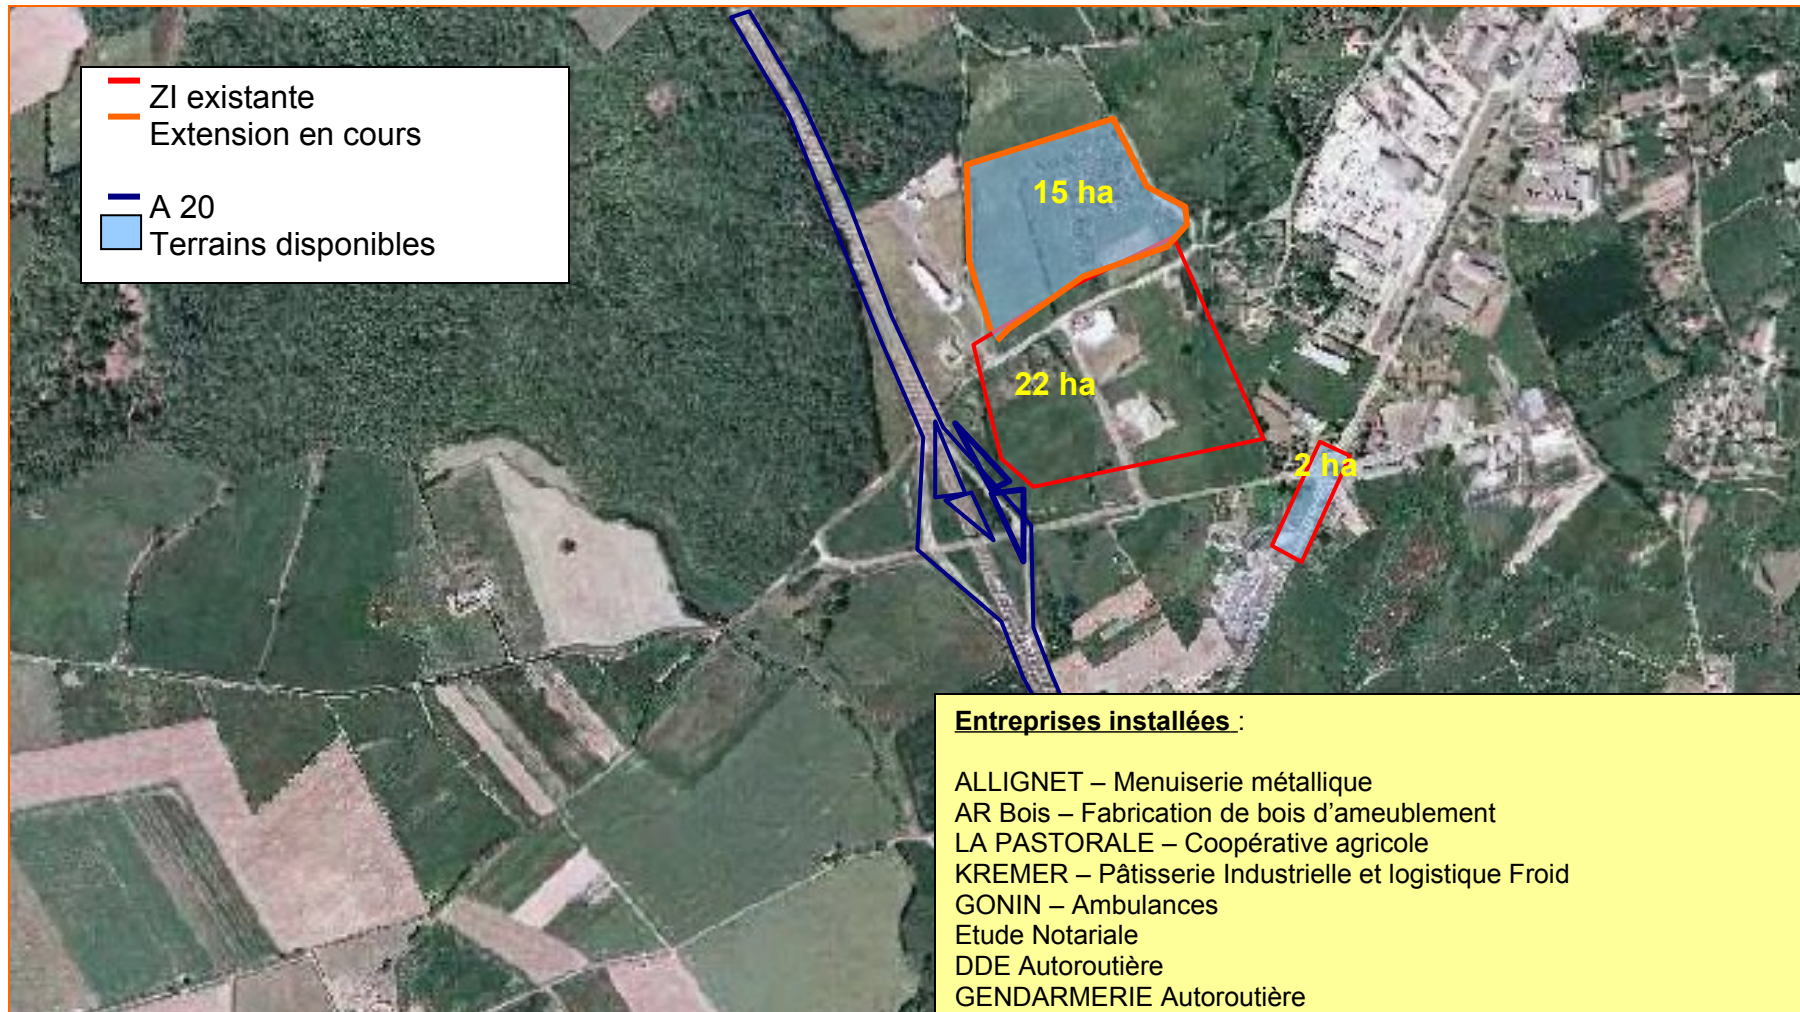 ZI existante
Extension en cours
A 20
Terrains disponibles
15 ha
22 ha
2 ha
Entreprises installées :
ALLIGNET – Menuiserie métallique
AR Bois – Fabrication de bois d’ameublement
LA PASTORALE – Coopérative agricole
KREMER – Pâtisserie Industrielle et logistique Froid
GONIN – Ambulances
Etude Notariale
DDE Autoroutière
GENDARMERIE Autoroutière